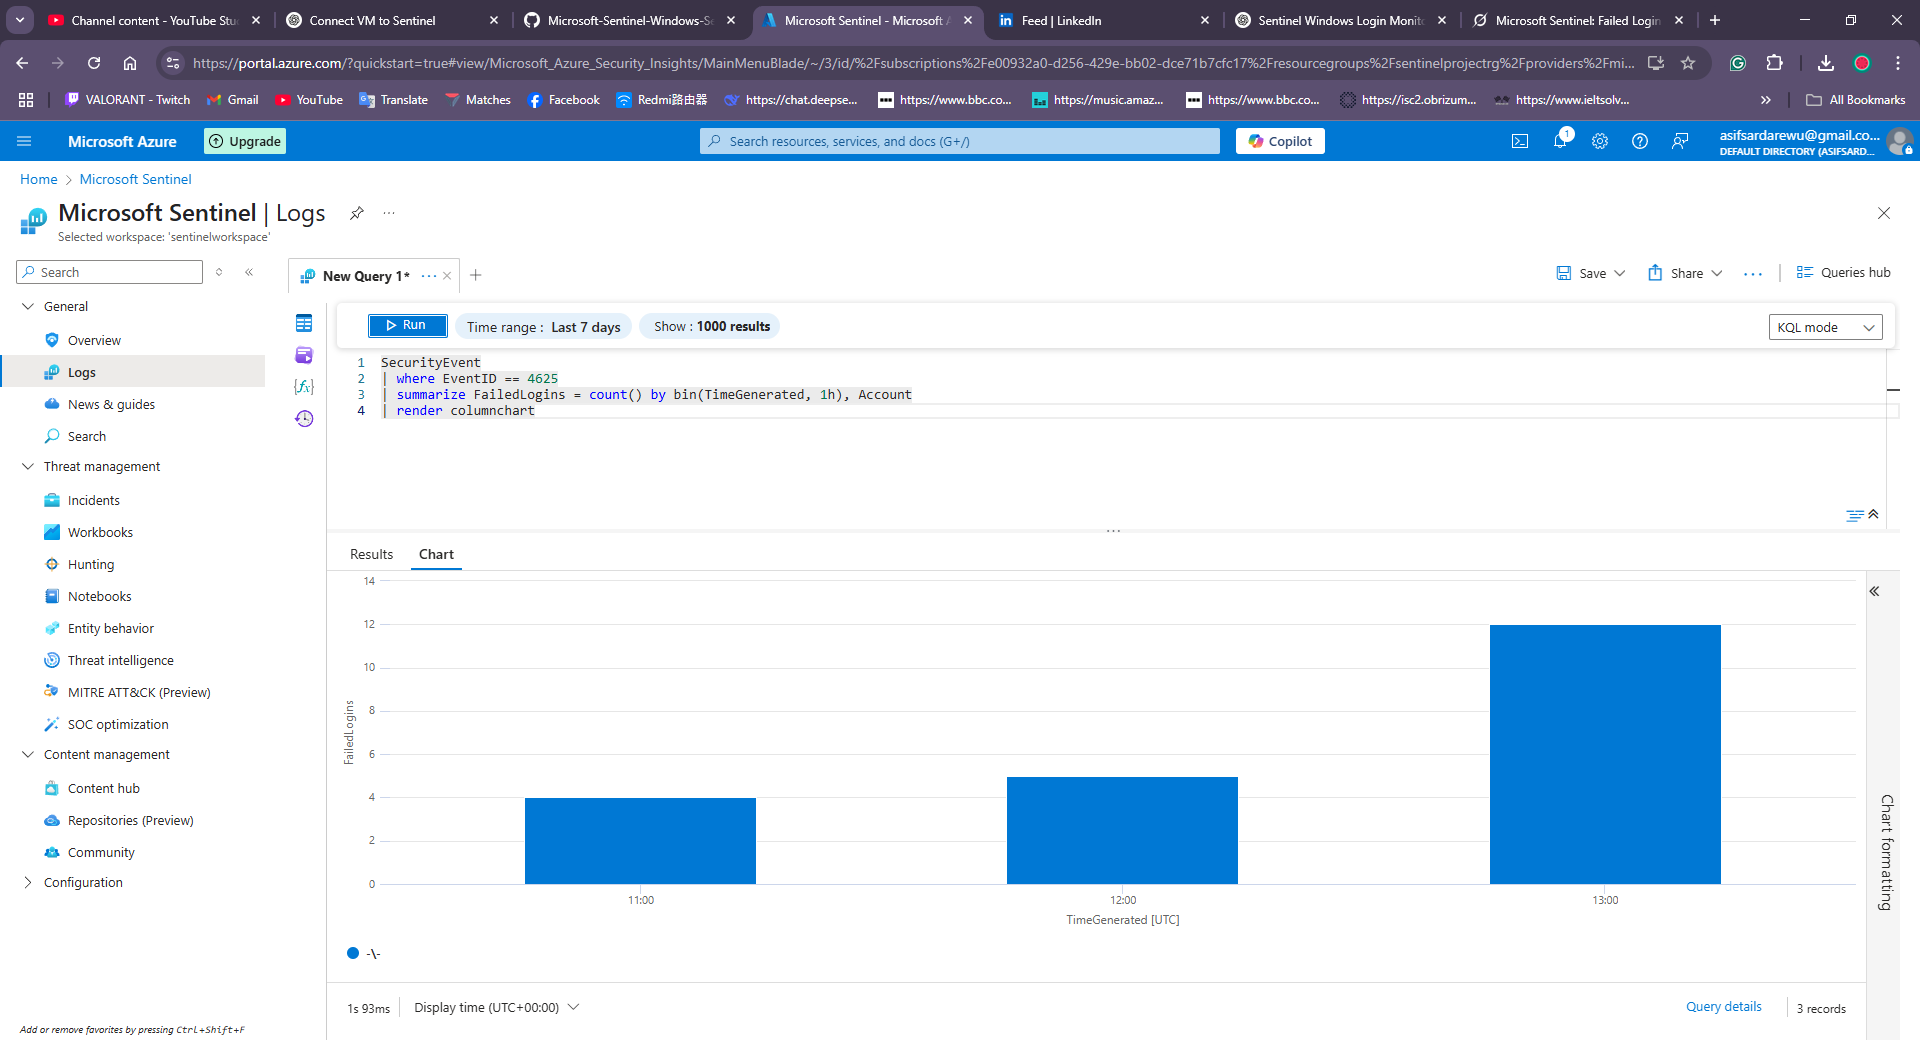 Channel content - YouTube Stu
Connect VM to Sentinel
Microsoft-Sentinel-Windows-Se
Microsoft Sentinel - Microsoft A
Feed | LinkedIn
Sentinel Windows Login Monito
Microsoft Sentinel: Failed Login
https://portal.azure.com/?quickstart=true#view/Microsoft_Azure_Security_Insights/MainMenuBlade/~/3/id/%2Fsubscriptions%2Fe00932a0-d256-429e-bb02-dce71b7cfc17%2Fresourcegroups%2Fsentinelprojectrg%2Fproviders%2Fmi...
VALORANT - Twitch
Gmail
YouTube
Translate
Matches
Facebook
Redmi路由器
https://chat.deepse...
https://www.bbc.co...
https://music.amaz...
https://www.bbc.co...
https://isc2.obrizum...
https://www.ieltsolv...
All Bookmarks
Microsoft Azure
Upgrade
Search resources, services, and docs (G+/)
Copilot
1
asifsardarewu@gmail.co...
DEFAULT DIRECTORY (ASIFSARD...
Home > Microsoft Sentinel
Microsoft Sentinel | Logs
Selected workspace: 'sentinelworkspace'
Search
General
Overview
Logs
News & guides
Search
Threat management
Incidents
Workbooks
Hunting
Notebooks
Entity behavior
Threat intelligence
MITRE ATT&CK (Preview)
SOC optimization
Content management
Content hub
Repositories (Preview)
Community
Configuration
Add or remove favorites by pressing Ctrl+Shift+F
New Query 1*
Save
Share
Queries hub
Run
Time range : Last 7 days
Show : 1000 results
KQL mode
1 SecurityEvent
2 | where EventID == 4625
3 | summarize FailedLogins = count() by bin(TimeGenerated, 1h), Account
4 | render columnchart
Results
Chart
14
12
10
8
6
4
2
0
FailedLogins
11:00
12:00
13:00
TimeGenerated [UTC]
-\-
Chart formatting
1s 93ms
Display time (UTC+00:00)
Query details
3 records